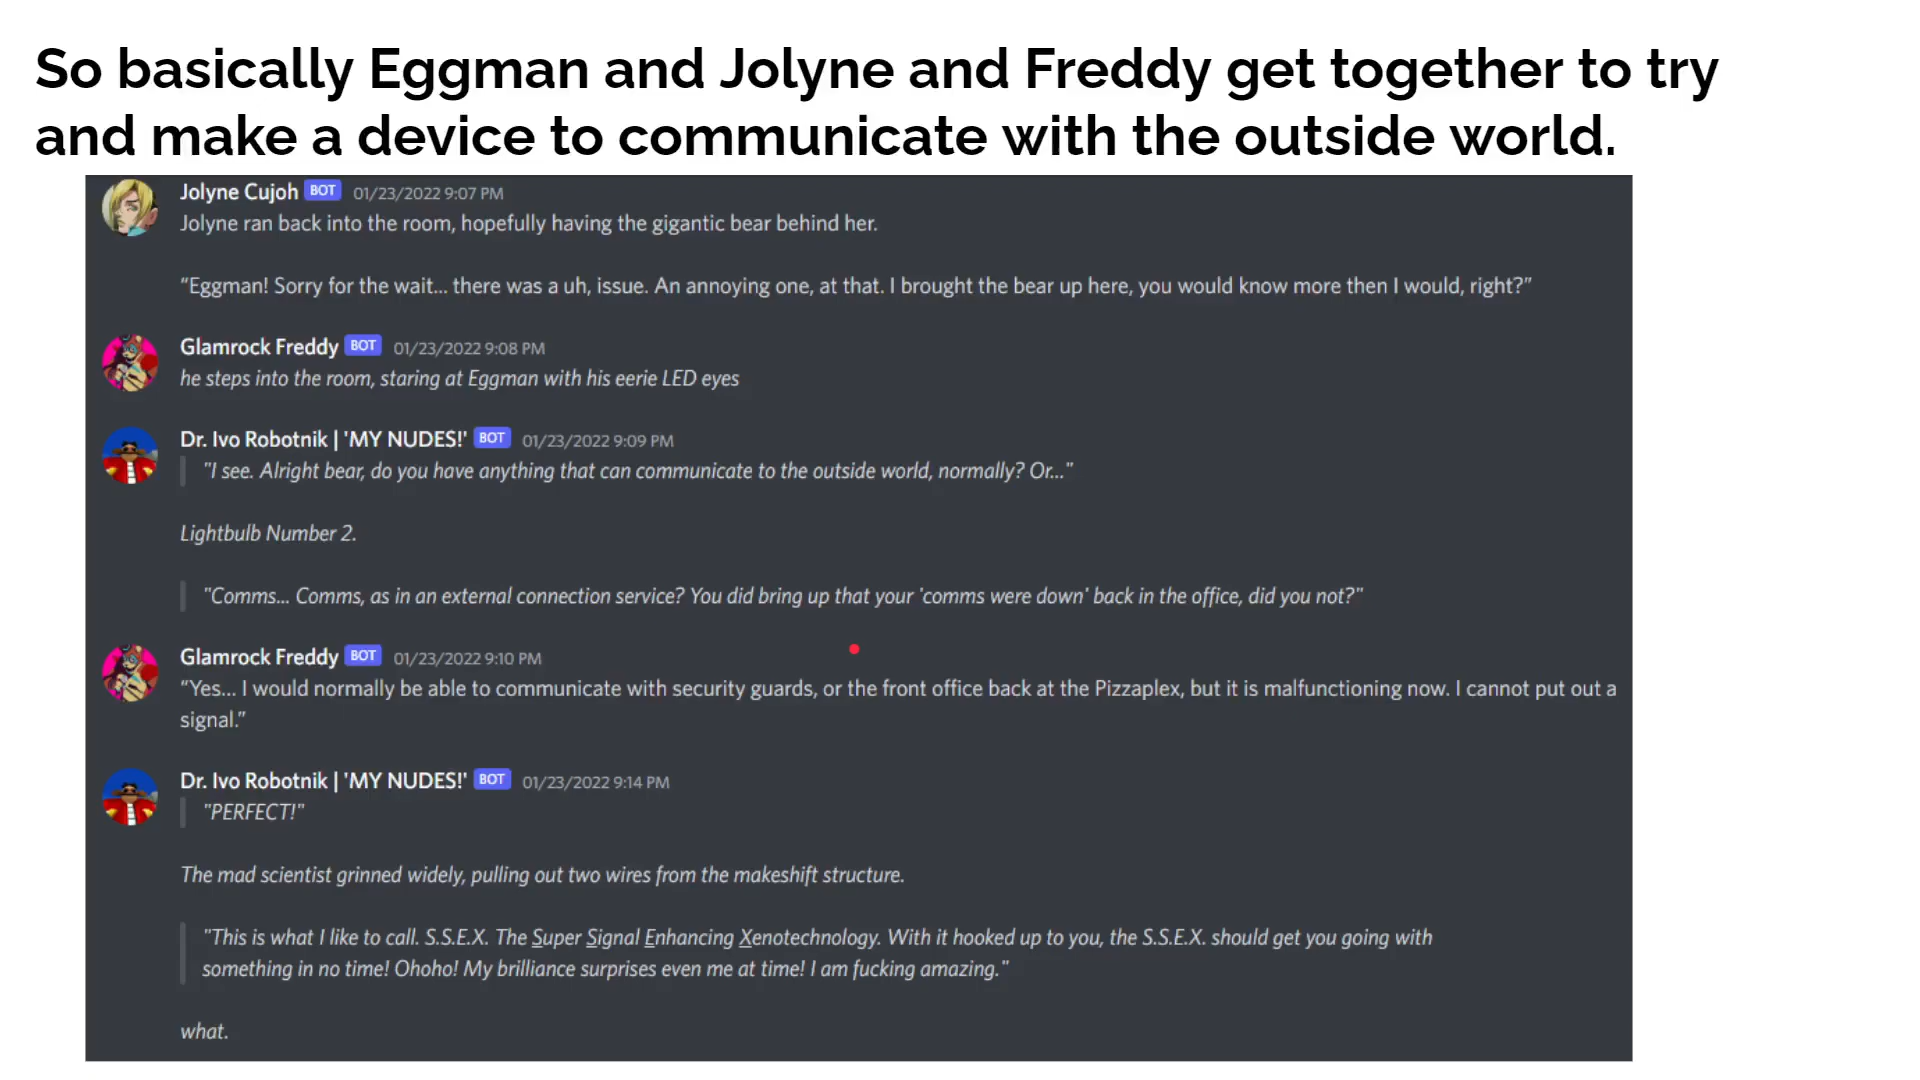 So basically Eggman and Jolyne and Freddy get together to try
and make a device to communicate with the outside world.
Jolyne Cujoh BOT 01/23/2022 9:07 PM
Jolyne ran back into the room, hopefully having the gigantic bear behind her.
“Eggman! Sorry for the wait... there was a uh, issue. An annoying one, at that. I brought the bear up here, you would know more then I would, right?”
Glamrock Freddy BOT 01/23/2022 9:08 PM
he steps into the room, staring at Eggman with his eerie LED eyes
Dr. Ivo Robotnik | 'MY NUDES!' BOT 01/23/2022 9:09 PM
"I see. Alright bear, do you have anything that can communicate to the outside world, normally? Or..."
Lightbulb Number 2.
"Comms... Comms, as in an external connection service? You did bring up that your 'comms were down' back in the office, did you not?"
Glamrock Freddy BOT 01/23/2022 9:10 PM
“Yes... I would normally be able to communicate with security guards, or the front office back at the Pizzaplex, but it is malfunctioning now. I cannot put out a
signal.”
Dr. Ivo Robotnik | 'MY NUDES!' BOT 01/23/2022 9:14 PM
"PERFECT!"
The mad scientist grinned widely, pulling out two wires from the makeshift structure.
"This is what I like to call. S.S.E.X. The Super Signal Enhancing Xenotechnology. With it hooked up to you, the S.S.E.X. should get you going with
something in no time! Ohoho! My brilliance surprises even me at time! I am fucking amazing."
what.